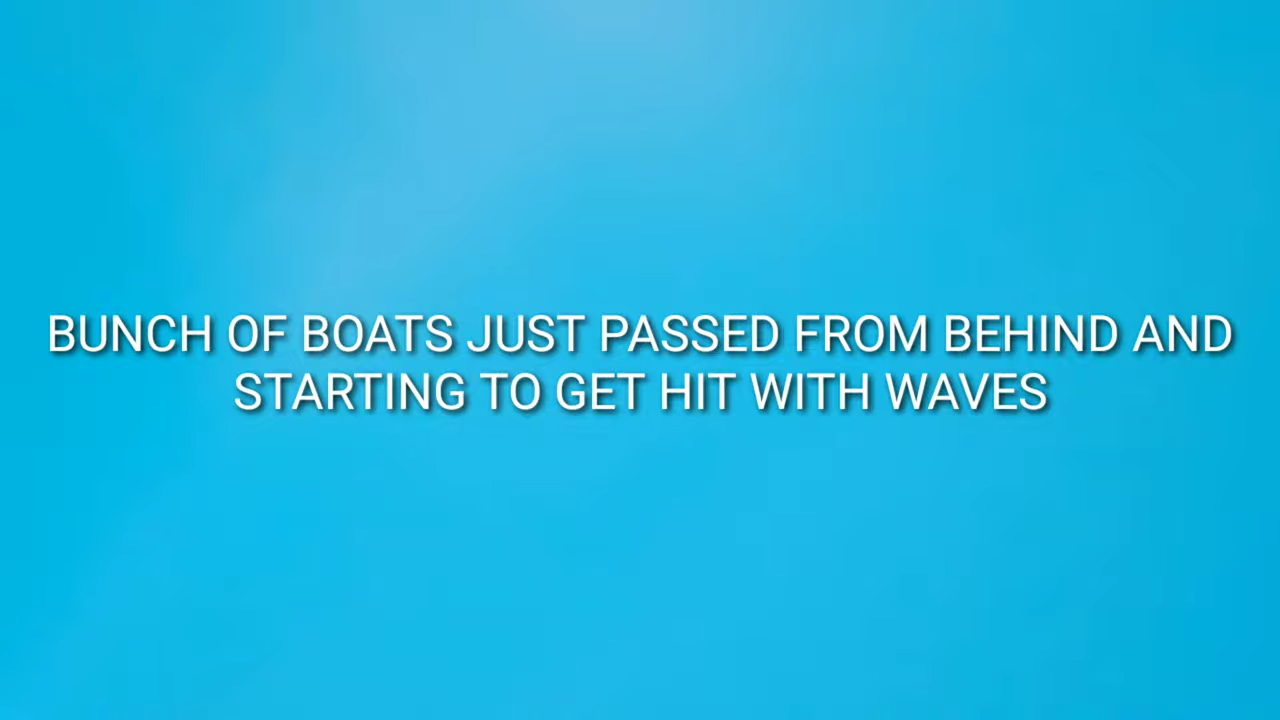 BUNCH OF BOATS JUST PASSED FROM BEHIND AND
STARTING TO GET HIT WITH WAVES